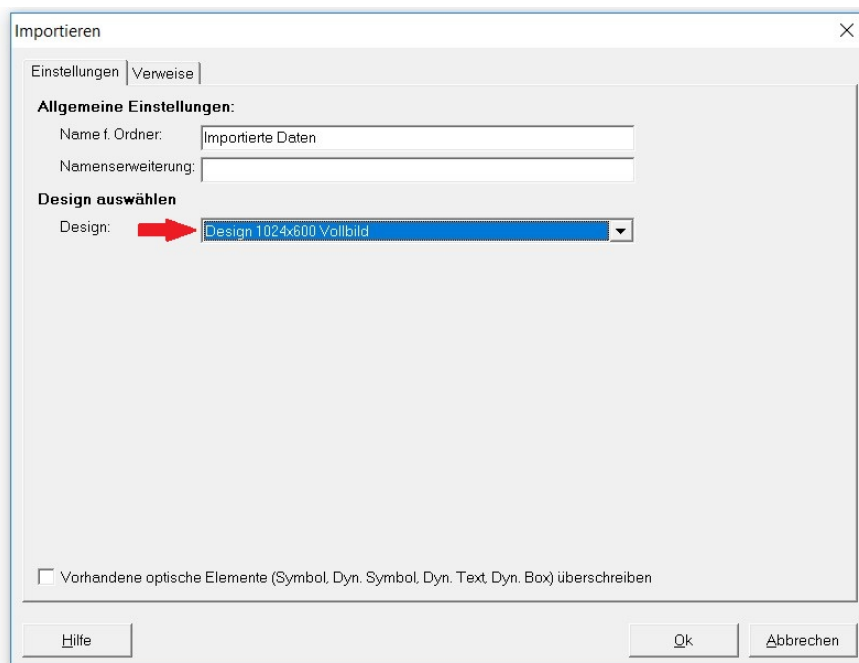 Importieren
Einstellungen Verweise
Allgemeine Einstellungen:
Name f. Ordner: Importierte Daten
Namenserweiterung:
Design auswählen
Design: Design 1024x600 Vollbild
Vorhandene optische Elemente (Symbol, Dyn. Symbol, Dyn. Text, Dyn. Box) überschreiben
Hilfe Ok Abbrechen